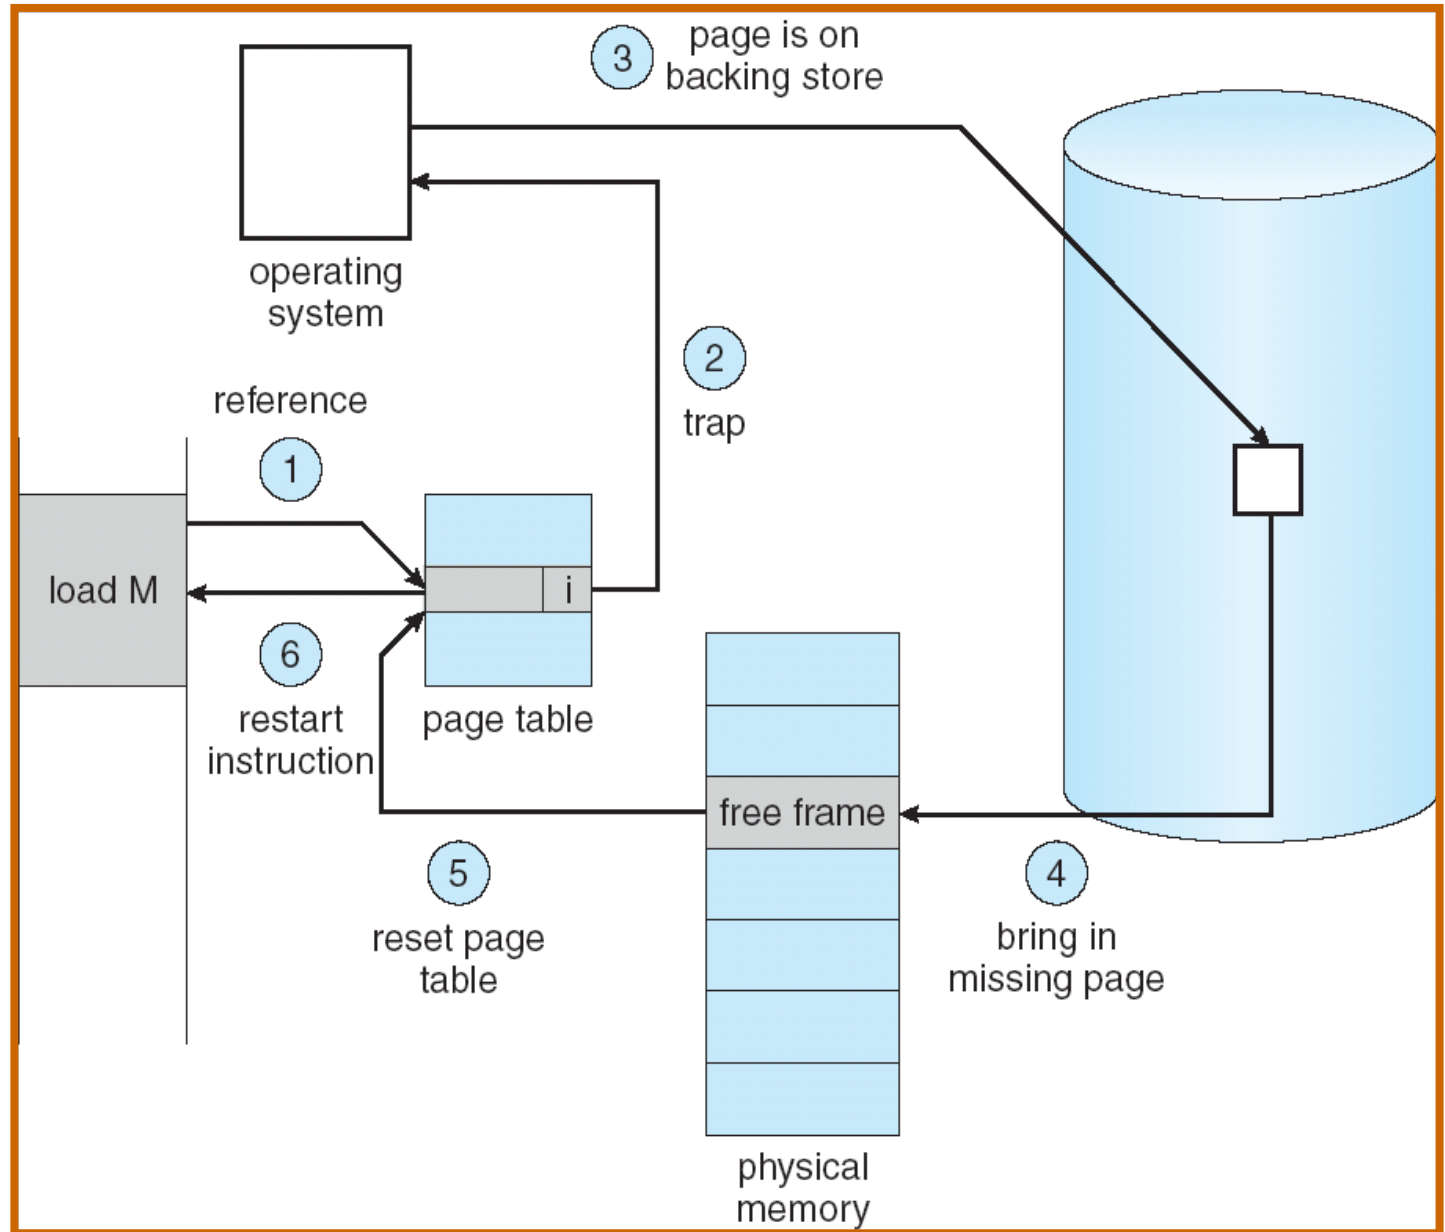 3
page is on
backing store
operating
system
2
trap
reference
1
load M
i
6
restart
instruction
page table
free frame
5
reset page
table
4
bring in
missing page
physical
memory